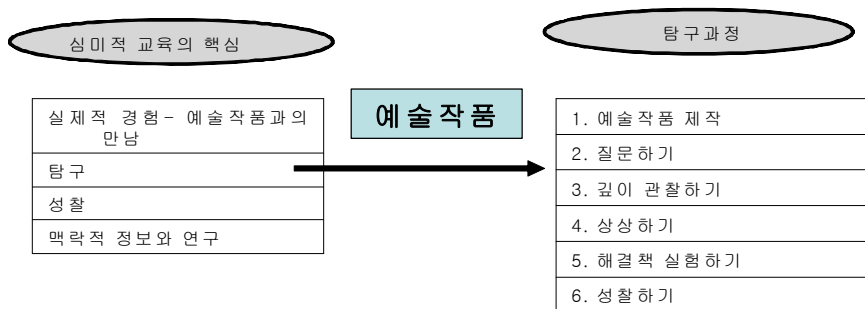 심미적 교육의 핵심
실제적 경험- 예술작품과의
만남
탐구
성찰
맥락적 정보와 연구
예술작품
탐구과정
1. 예술작품 제작
2. 질문하기
3. 깊이 관찰하기
4. 상상하기
5. 해결책 실험하기
6. 성찰하기